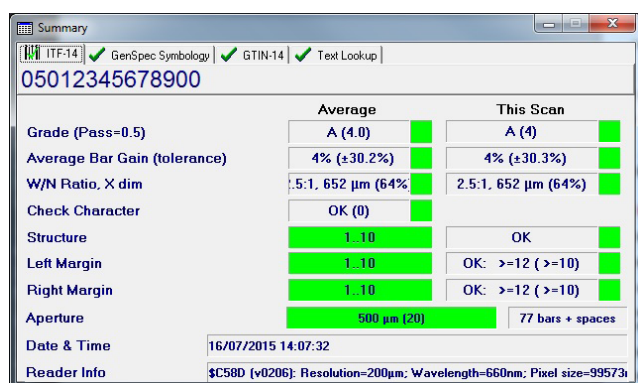 Summary
ITF-14 GenSpec Symbology GTIN-14 Text Lookup
05012345678900
Average This Scan
Grade (Pass=0.5) A (4.0) A (4)
Average Bar Gain (tolerance) 4% (±30.2%) 4% (±30.3%)
W/N Ratio, X dim .5:1, 652 µm (64% 2.5:1, 652 µm (64%)
Check Character OK (0)
Structure 1..10 OK
Left Margin 1..10 OK: >=12 ( >=10)
Right Margin 1..10 OK: >=12 ( >=10)
Aperture 500 µm (20) 77 bars + spaces
Date & Time 16/07/2015 14:07:32
Reader Info $C58D (v0206): Resolution=200µm; Wavelength=660nm; Pixel size=99573